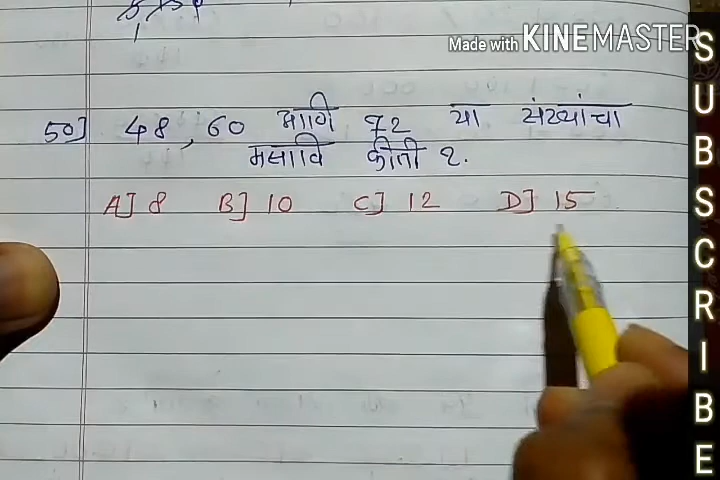 Made with KINEMASTER
50] 48, 60 आणि 72 या संख्यांचा
मसावि कीती ?.
A] 8 B] 10 C] 12 D] 15
SUBSCRIBE